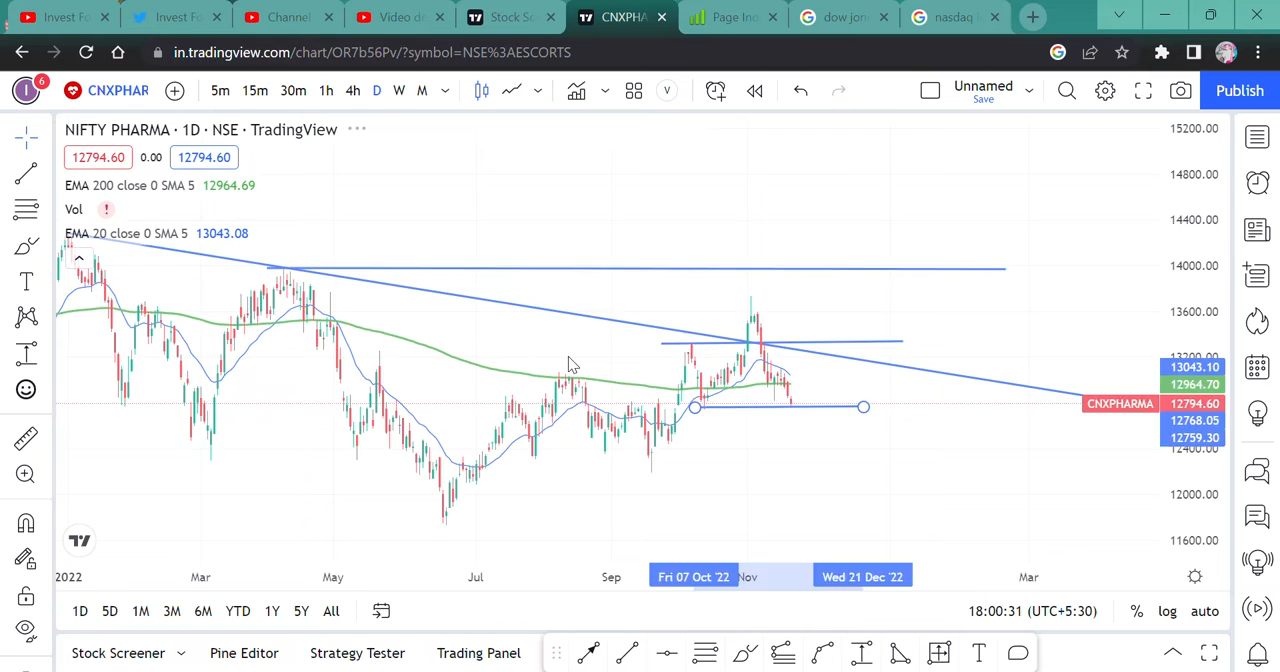 Invest Fo
Invest Fo
Channel
Video de
Stock Sc
CNXPHA
Page Ind
dow jon
nasdaq
in.tradingview.com/chart/OR7b56Pv/?symbol=NSE%3AESCORTS
I 6 CNXPHAR 5m 15m 30m 1h 4h D W M V Unnamed Save Publish
NIFTY PHARMA · 1D · NSE · TradingView
12794.60 0.00 12794.60
EMA 200 close 0 SMA 5 12964.69
Vol !
EMA 20 close 0 SMA 5 13043.08
15200.00
14800.00
14400.00
14000.00
13600.00
13200.00
13043.10
12964.70
CNXPHARMA 12794.60
12768.05
12759.30
12400.00
12000.00
11600.00
2022 Mar May Jul Sep Fri 07 Oct '22 Nov Wed 21 Dec '22 Mar
1D 5D 1M 3M 6M YTD 1Y 5Y All 18:00:31 (UTC+5:30) % log auto
Stock Screener Pine Editor Strategy Tester Trading Panel